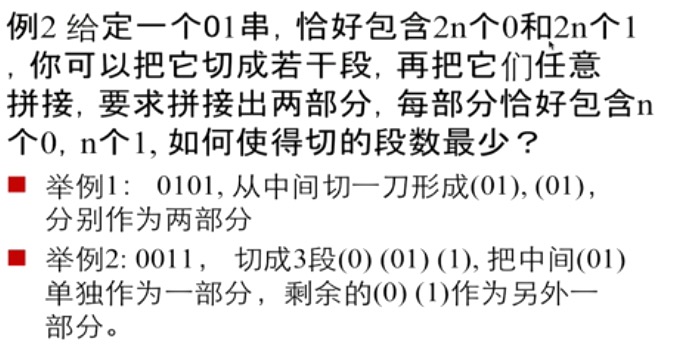 例2 给定一个01串, 恰好包含2n个0和2n个1
, 你可以把它切成若干段, 再把它们任意
拼接, 要求拼接出两部分, 每部分恰好包含n
个0, n个1, 如何使得切的段数最少？
举例1： 0101, 从中间切一刀形成(01), (01),
分别作为两部分
举例2: 0011， 切成3段(0) (01) (1), 把中间(01)
单独作为一部分，剩余的(0) (1)作为另外一
部分。